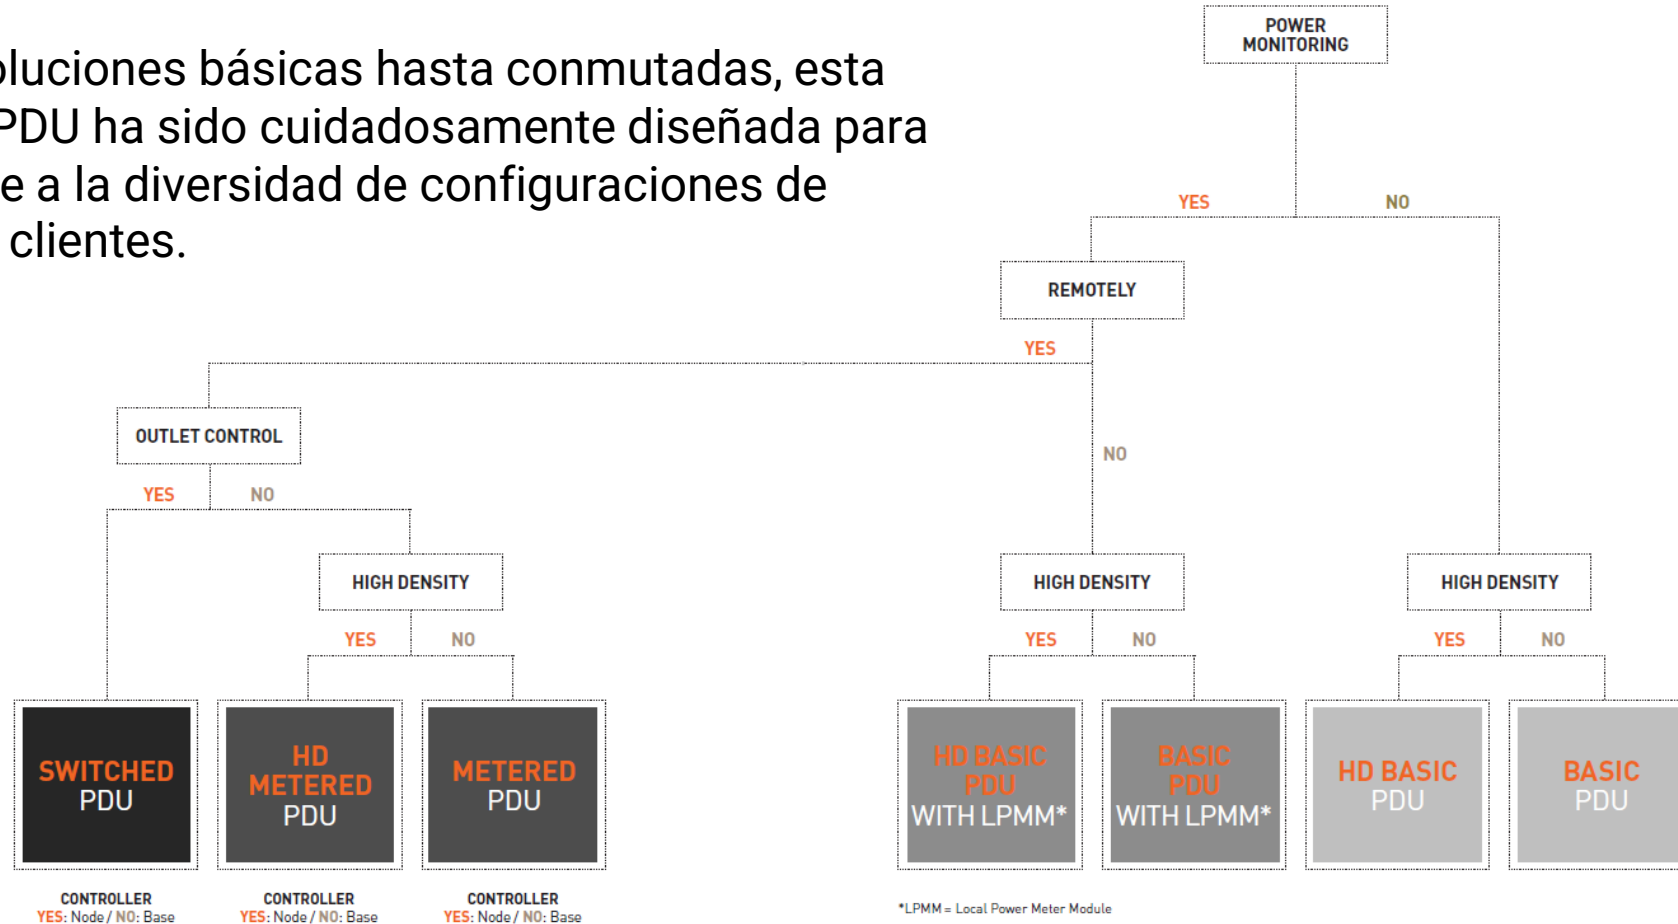 oluciones básicas hasta conmutadas, esta
PDU ha sido cuidadosamente diseñada para
e a la diversidad de configuraciones de
clientes.
POWER
MONITORING
YES
NO
REMOTELY
YES
OUTLET CONTROL
NO
YES
NO
HIGH DENSITY
HIGH DENSITY
HIGH DENSITY
YES
NO
YES
NO
YES
NO
SWITCHED
PDU
HD
METERED
PDU
METERED
PDU
HD BASIC
PDU
WITH LPMM*
BASIC
PDU
WITH LPMM*
HD BASIC
PDU
BASIC
PDU
CONTROLLER
YES: Node / NO: Base
CONTROLLER
YES: Node / NO: Base
CONTROLLER
YES: Node / NO: Base
*LPMM = Local Power Meter Module